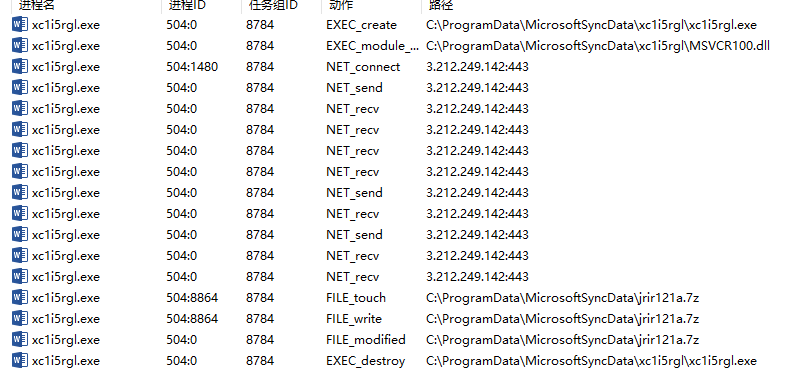 进程名 进程ID 任务组ID 动作 路径
xc1i5rgl.exe 504:0 8784 EXEC_create C:\ProgramData\MicrosoftSyncData\xc1i5rgl\xc1i5rgl.exe
xc1i5rgl.exe 504:0 8784 EXEC_module_... C:\ProgramData\MicrosoftSyncData\xc1i5rgl\MSVCR100.dll
xc1i5rgl.exe 504:1480 8784 NET_connect 3.212.249.142:443
xc1i5rgl.exe 504:0 8784 NET_send 3.212.249.142:443
xc1i5rgl.exe 504:0 8784 NET_recv 3.212.249.142:443
xc1i5rgl.exe 504:0 8784 NET_recv 3.212.249.142:443
xc1i5rgl.exe 504:0 8784 NET_recv 3.212.249.142:443
xc1i5rgl.exe 504:0 8784 NET_recv 3.212.249.142:443
xc1i5rgl.exe 504:0 8784 NET_send 3.212.249.142:443
xc1i5rgl.exe 504:0 8784 NET_recv 3.212.249.142:443
xc1i5rgl.exe 504:0 8784 NET_send 3.212.249.142:443
xc1i5rgl.exe 504:0 8784 NET_recv 3.212.249.142:443
xc1i5rgl.exe 504:0 8784 NET_recv 3.212.249.142:443
xc1i5rgl.exe 504:8864 8784 FILE_touch C:\ProgramData\MicrosoftSyncData\jrir121a.7z
xc1i5rgl.exe 504:8864 8784 FILE_write C:\ProgramData\MicrosoftSyncData\jrir121a.7z
xc1i5rgl.exe 504:0 8784 FILE_modified C:\ProgramData\MicrosoftSyncData\jrir121a.7z
xc1i5rgl.exe 504:0 8784 EXEC_destroy C:\ProgramData\MicrosoftSyncData\xc1i5rgl\xc1i5rgl.exe